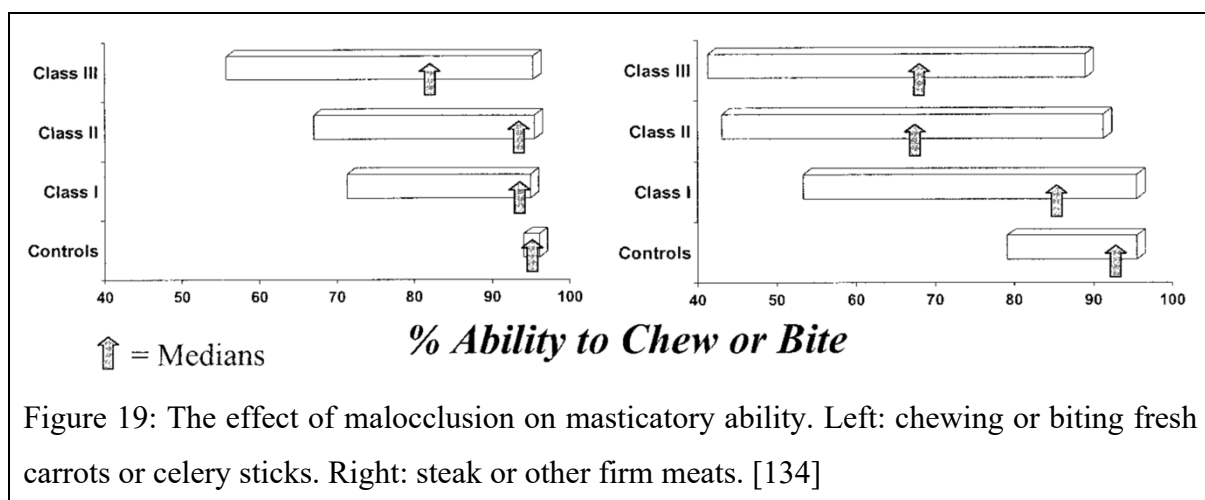 Class III
Class II
Class I
Controls
40 50 60 70 80 90 100
Class III
Class II
Class I
Controls
40 50 60 70 80 90 100
= Medians
% Ability to Chew or Bite
Figure 19: The effect of malocclusion on masticatory ability. Left: chewing or biting fresh
carrots or celery sticks. Right: steak or other firm meats. [134]